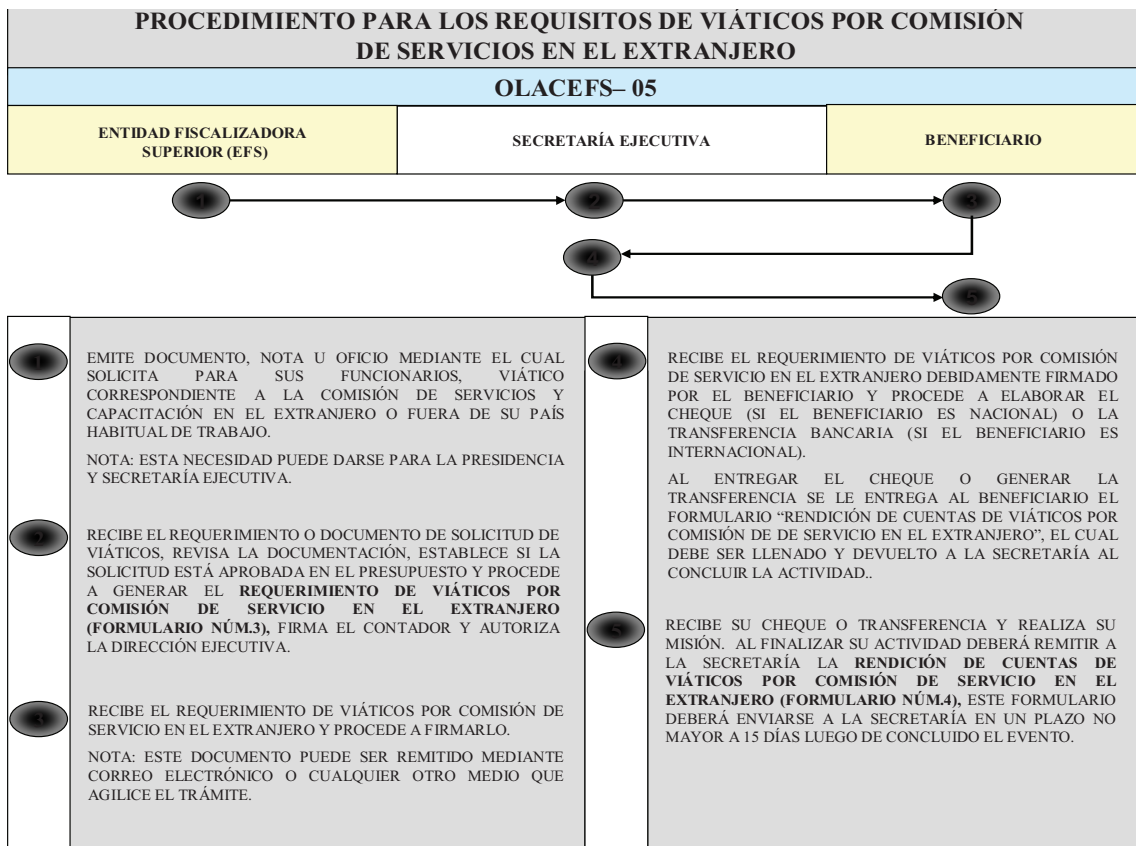 PROCEDIMIENTO PARA LOS REQUISITOS DE VIÁTICOS POR COMISIÓN
DE SERVICIOS EN EL EXTRANJERO
OLACEFS– 05
ENTIDAD FISCALIZADORA
SUPERIOR (EFS)
SECRETARÍA EJECUTIVA
BENEFICIARIO
1
2
3
4
5
1
EMITE DOCUMENTO, NOTA U OFICIO MEDIANTE EL CUAL
SOLICITA PARA SUS FUNCIONARIOS, VIÁTICO
CORRESPONDIENTE A LA COMISIÓN DE SERVICIOS Y
CAPACITACIÓN EN EL EXTRANJERO O FUERA DE SU PAÍS
HABITUAL DE TRABAJO.
NOTA: ESTA NECESIDAD PUEDE DARSE PARA LA PRESIDENCIA
Y SECRETARÍA EJECUTIVA.
2
RECIBE EL REQUERIMIENTO O DOCUMENTO DE SOLICITUD DE
VIÁTICOS, REVISA LA DOCUMENTACIÓN, ESTABLECE SI LA
SOLICITUD ESTÁ APROBADA EN EL PRESUPUESTO Y PROCEDE
A GENERAR EL REQUERIMIENTO DE VIÁTICOS POR
COMISIÓN DE SERVICIO EN EL EXTRANJERO
(FORMULARIO NÚM.3), FIRMA EL CONTADOR Y AUTORIZA
LA DIRECCIÓN EJECUTIVA.
3
RECIBE EL REQUERIMIENTO DE VIÁTICOS POR COMISIÓN DE
SERVICIO EN EL EXTRANJERO Y PROCEDE A FIRMARLO.
NOTA: ESTE DOCUMENTO PUEDE SER REMITIDO MEDIANTE
CORREO ELECTRÓNICO O CUALQUIER OTRO MEDIO QUE
AGILICE EL TRÁMITE.
4
RECIBE EL REQUERIMIENTO DE VIÁTICOS POR COMISIÓN
DE SERVICIO EN EL EXTRANJERO DEBIDAMENTE FIRMADO
POR EL BENEFICIARIO Y PROCEDE A ELABORAR EL
CHEQUE (SI EL BENEFICIARIO ES NACIONAL) O LA
TRANSFERENCIA BANCARIA (SI EL BENEFICIARIO ES
INTERNACIONAL).
AL ENTREGAR EL CHEQUE O GENERAR LA
TRANSFERENCIA SE LE ENTREGA AL BENEFICIARIO EL
FORMULARIO “RENDICIÓN DE CUENTAS DE VIÁTICOS POR
COMISIÓN DE DE SERVICIO EN EL EXTRANJERO”, EL CUAL
DEBE SER LLENADO Y DEVUELTO A LA SECRETARÍA AL
CONCLUIR LA ACTIVIDAD..
5
RECIBE SU CHEQUE O TRANSFERENCIA Y REALIZA SU
MISIÓN. AL FINALIZAR SU ACTIVIDAD DEBERÁ REMITIR A
LA SECRETARÍA LA RENDICIÓN DE CUENTAS DE
VIÁTICOS POR COMISIÓN DE SERVICIO EN EL
EXTRANJERO (FORMULARIO NÚM.4), ESTE FORMULARIO
DEBERÁ ENVIARSE A LA SECRETARÍA EN UN PLAZO NO
MAYOR A 15 DÍAS LUEGO DE CONCLUIDO EL EVENTO.